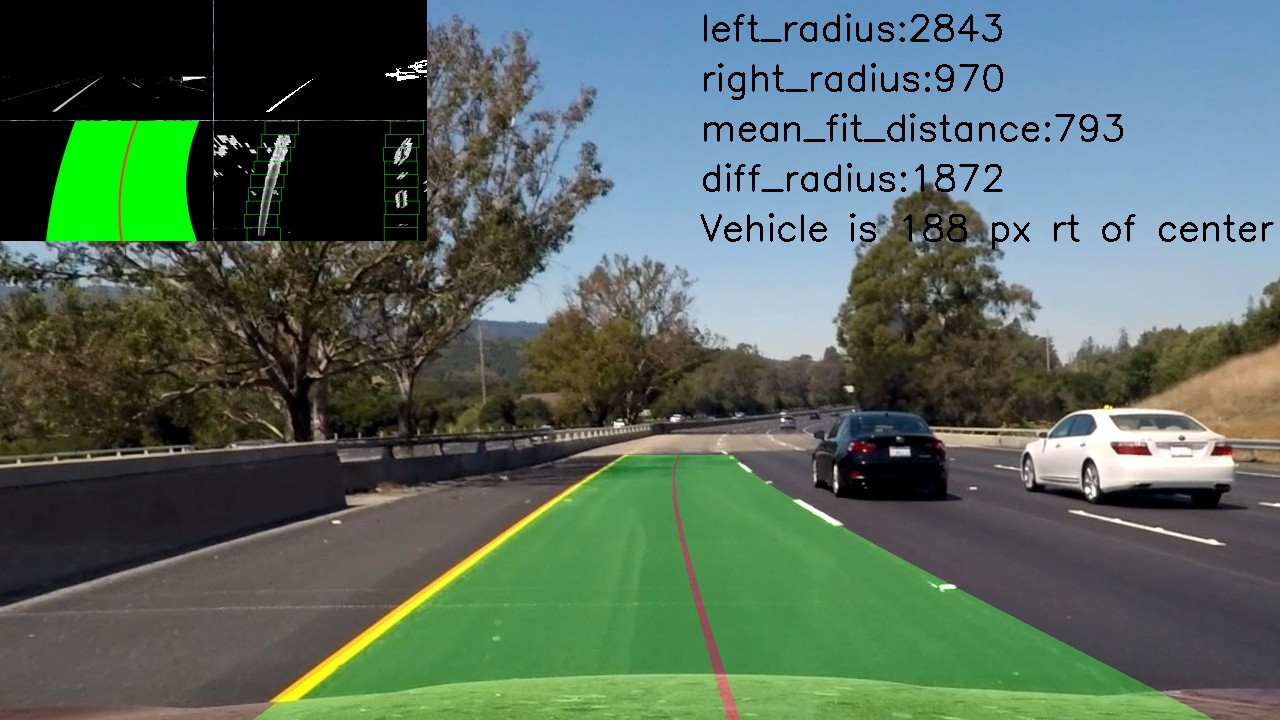 left_radius:2843
right_radius:970
mean_fit_distance:793
diff_radius:1872
Vehicle is 188 px rt of center